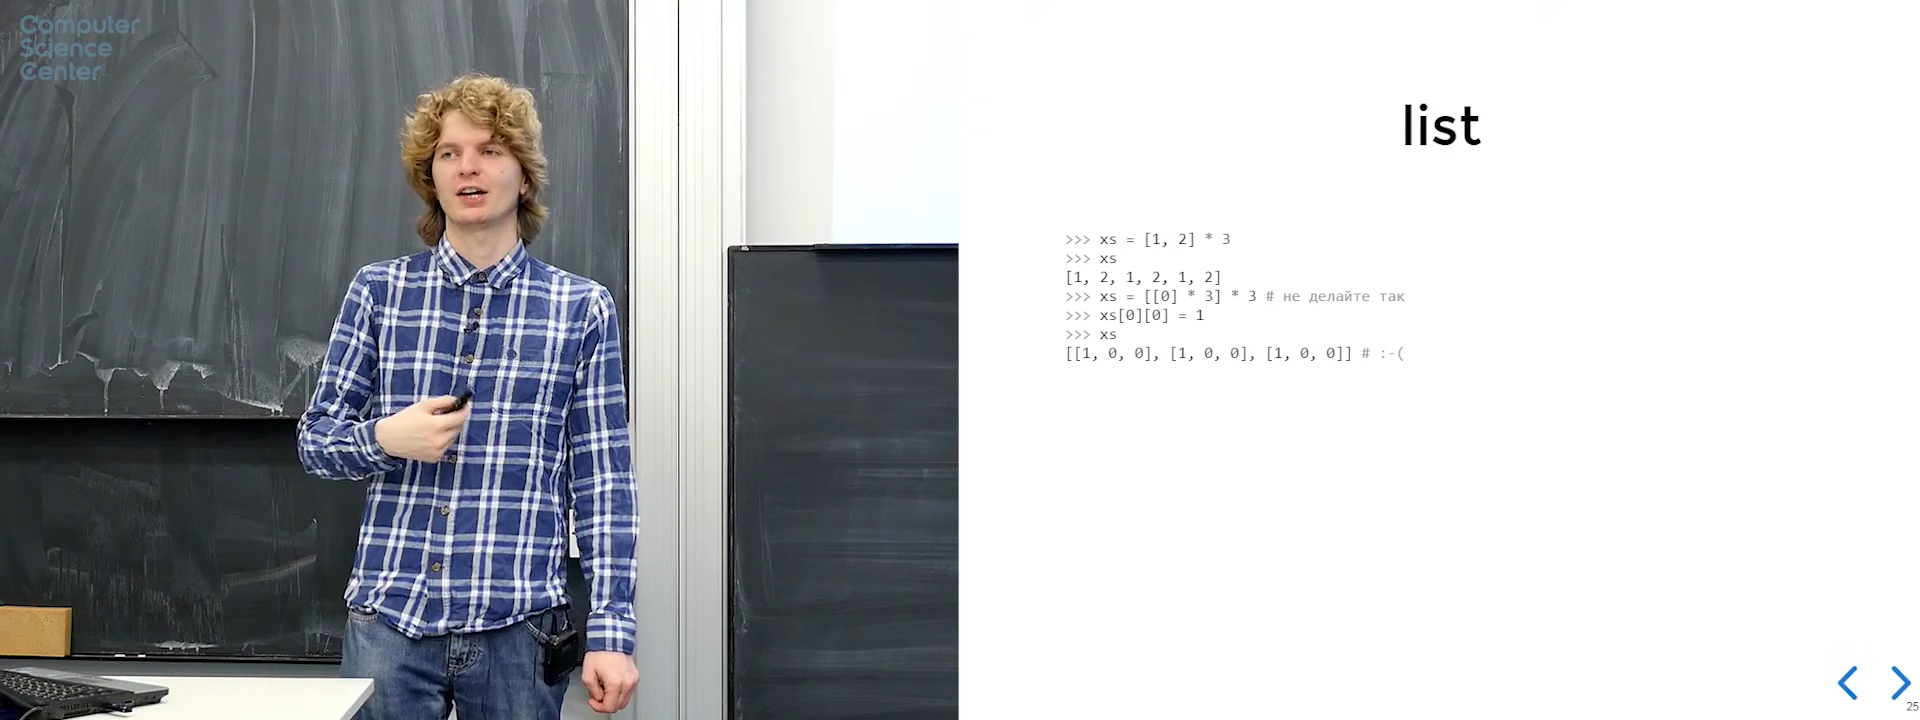 Computer
Science
Center
list
>>> xs = [1, 2] * 3
>>> xs
[1, 2, 1, 2, 1, 2]
>>> xs = [[0] * 3] * 3 # не делайте так
>>> xs[0][0] = 1
>>> xs
[[1, 0, 0], [1, 0, 0], [1, 0, 0]] # :-(
25